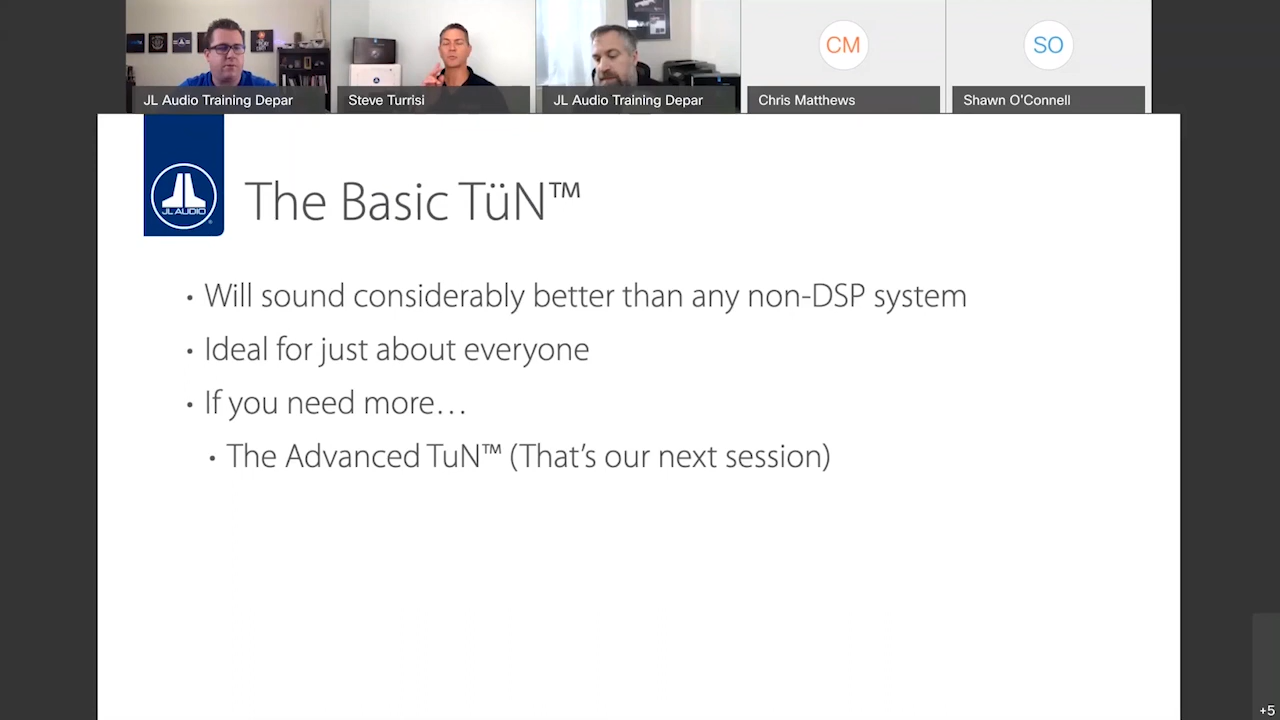 JL Audio Training Depar
Steve Turrisi
JL Audio Training Depar
CM
Chris Matthews
SO
Shawn O'Connell
JL AUDIO
The Basic TüN™
• Will sound considerably better than any non-DSP system
• Ideal for just about everyone
• If you need more…
• The Advanced TuN™ (That’s our next session)
+5